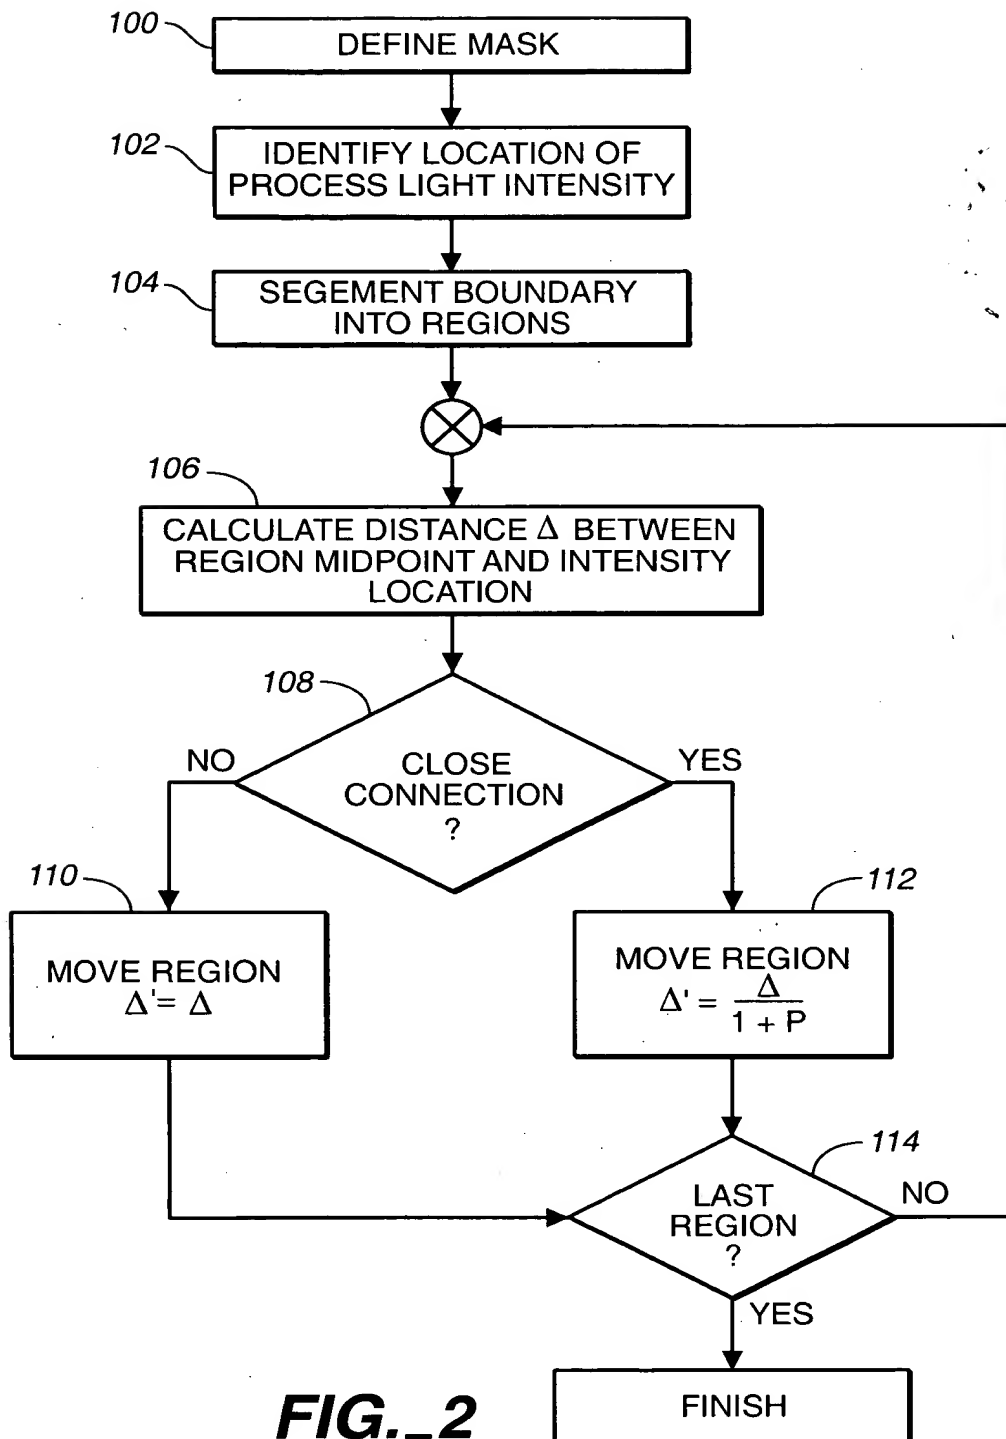 100
DEFINE MASK
102
IDENTIFY LOCATION OF
PROCESS LIGHT INTENSITY
104
SEGEMENT BOUNDARY
INTO REGIONS
106
CALCULATE DISTANCE Δ BETWEEN
REGION MIDPOINT AND INTENSITY
LOCATION
108
NO
YES
CLOSE
CONNECTION
?
110
MOVE REGION
Δ'= Δ
112
MOVE REGION
Δ' = Δ / 1 + P
114
LAST
REGION
?
NO
YES
FINISH
FIG._2